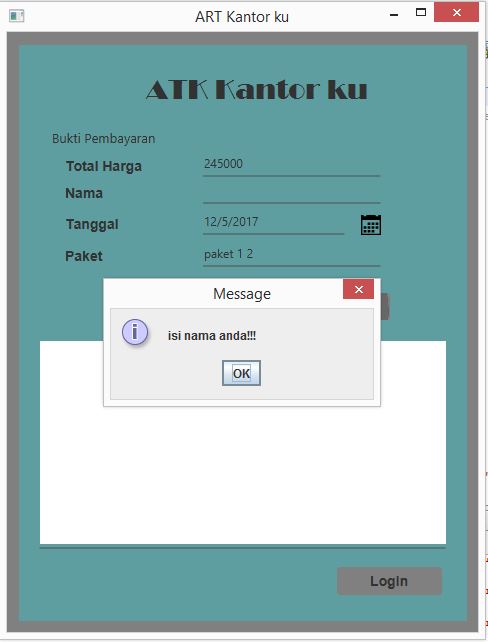 ART Kantor ku
ATK Kantor ku
Bukti Pembayaran
Total Harga 245000
Nama
Tanggal 12/5/2017
Paket paket 1 2
Message
isi nama anda!!!
OK
Login